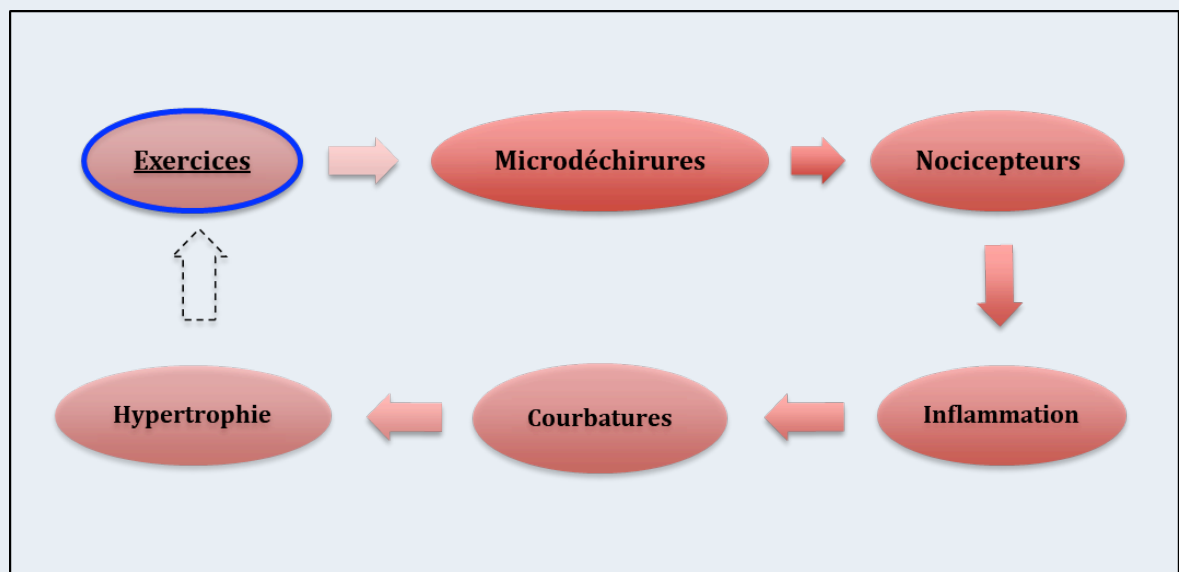 Exercices
Microdéchirures
Nocicepteurs
Inflammation
Courbatures
Hypertrophie